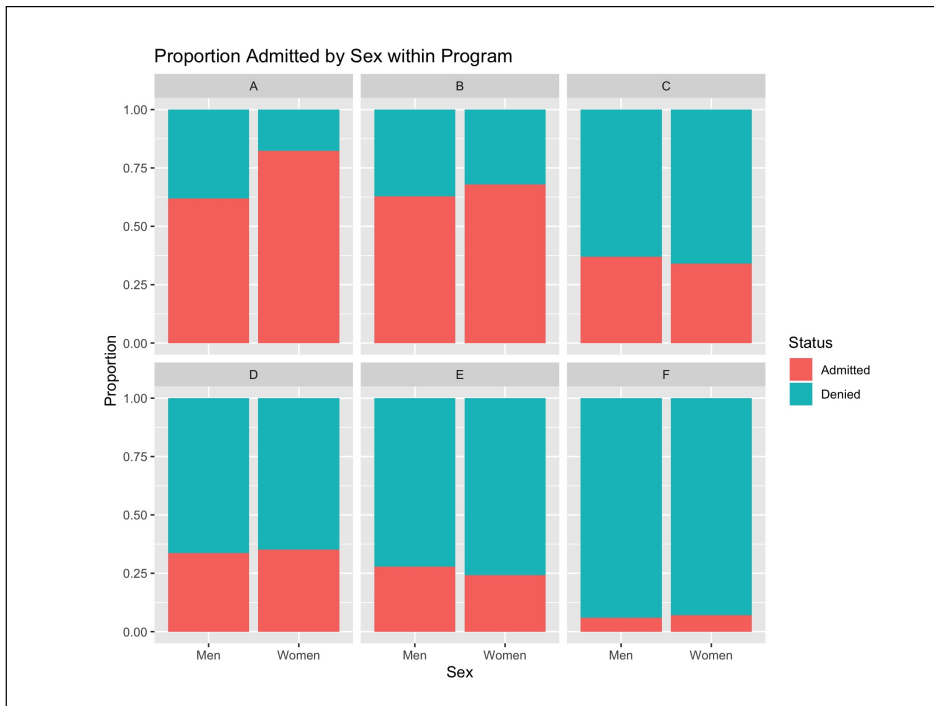 Proportion Admitted by Sex within Program
A B C
1.00
0.75
0.50
0.25
0.00
D E F
1.00
0.75
0.50
0.25
0.00
Proportion
Men Women Men Women Men Women
Sex
Status
Admitted
Denied